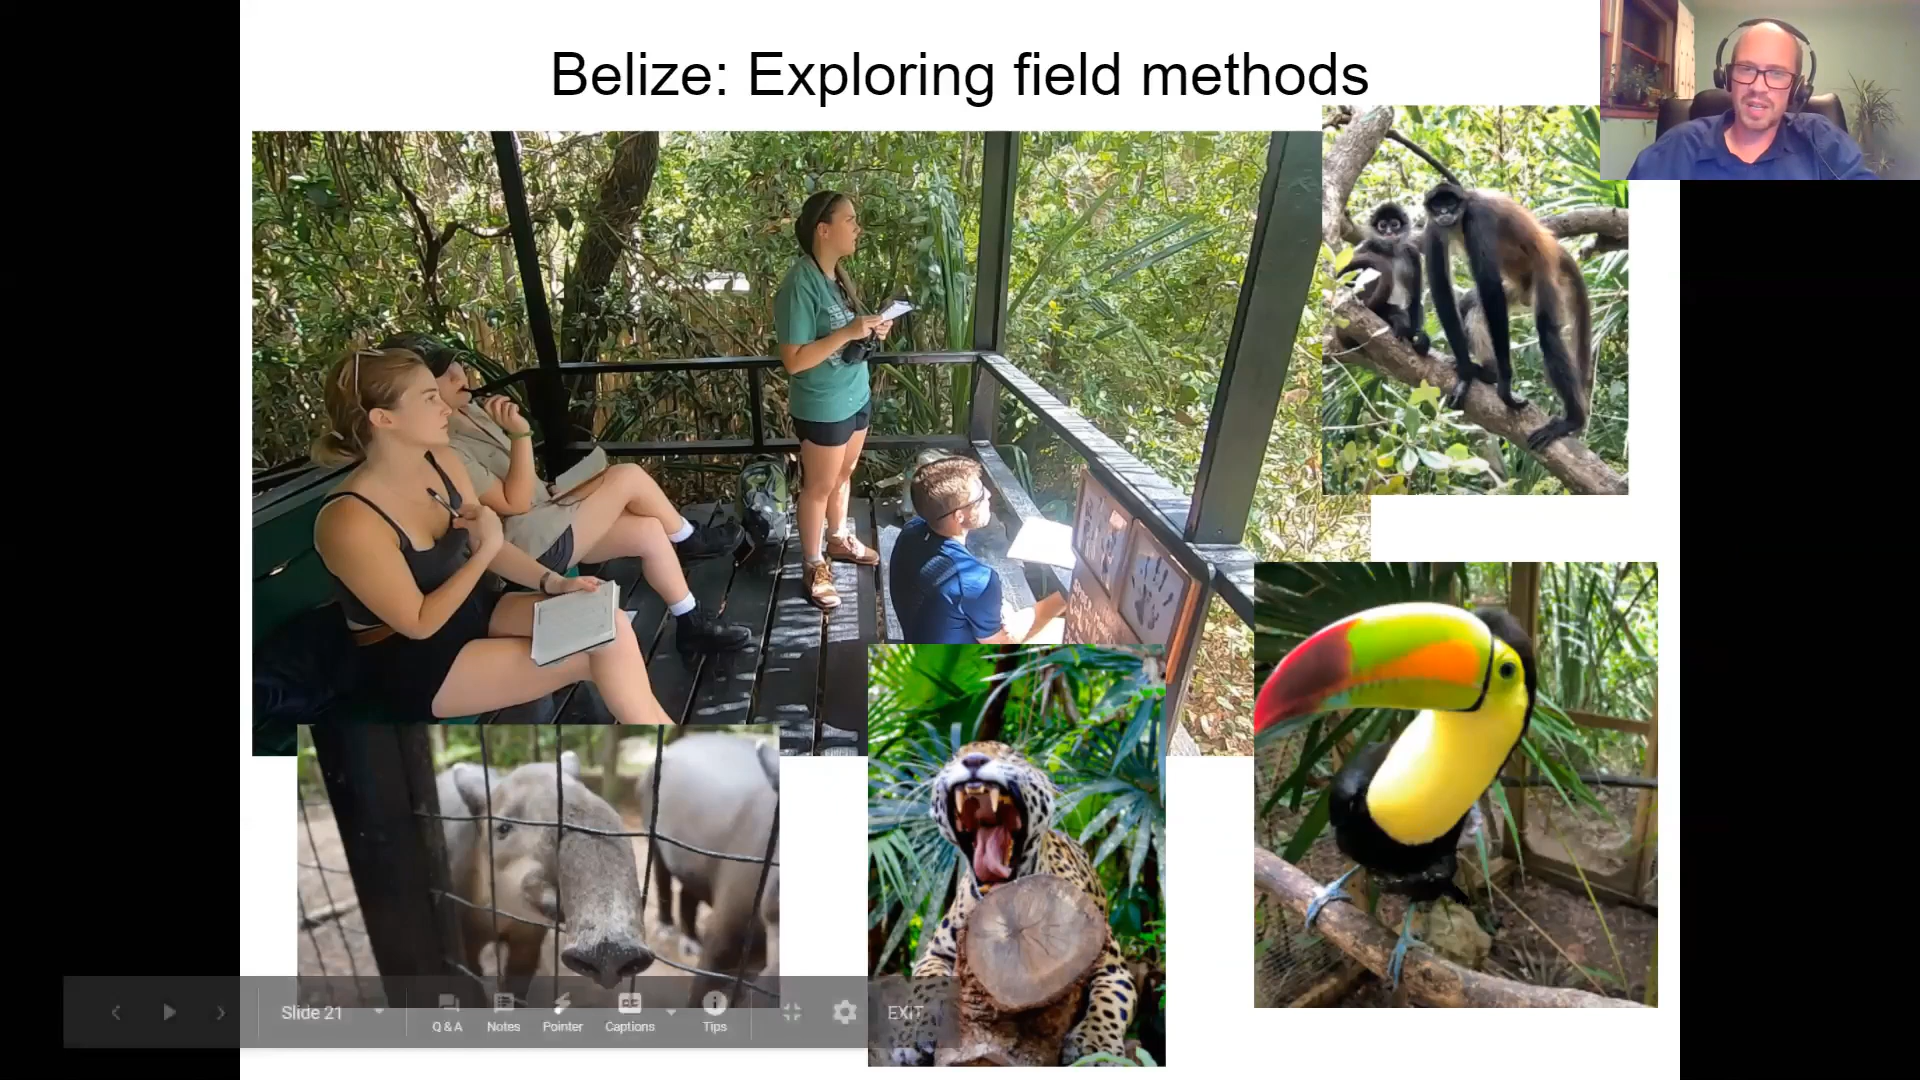 Belize: Exploring field methods
Slide 21
Q & A
Notes
Pointer
Captions
Tips
EXIT